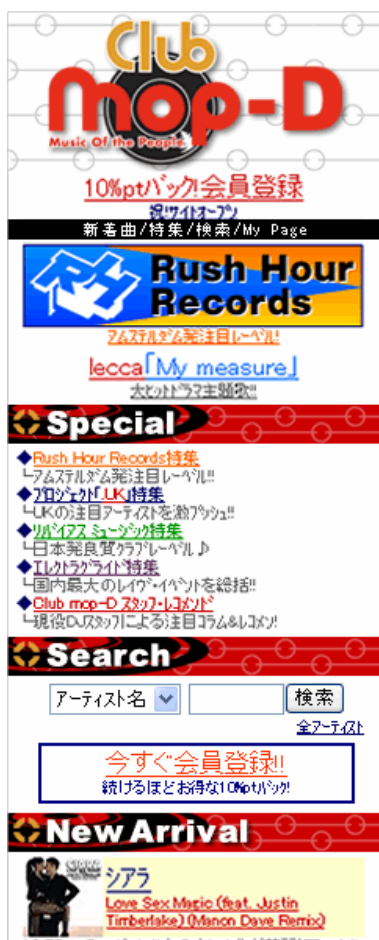 Club
mop-D
Music Of the People
10%ptバック!会員登録
祝!サイトオープン
新着曲/特集/検索/My Page
RH
Rush Hour
Records
アムステルダム発注目レーベル!
lecca「My measure」
大ヒットドラマ主題歌!!
Special
◆Rush Hour Records特集
└アムステルダム発注目レーベル!!
◆プロジェクト「.UK」特集
└UKの注目アーティストを激プッシュ!!
◆リバイアス ミュージック特集
└日本発良質クラブレーベル♪
◆エレクトラグライド特集
└国内最大のレイヴ・イベントを総括!!
◆Club mop-D スタッフ・レコメンド
└現役DJスタッフによる注目コラム&レコメン!
Search
アーティスト名
検索
全アーティスト
今すぐ会員登録!!
続けるほどお得な10%ptバック!
New Arrival
シアラ
Love Sex Magic (feat. Justin
Timberlake) (Manon Dave Remix)